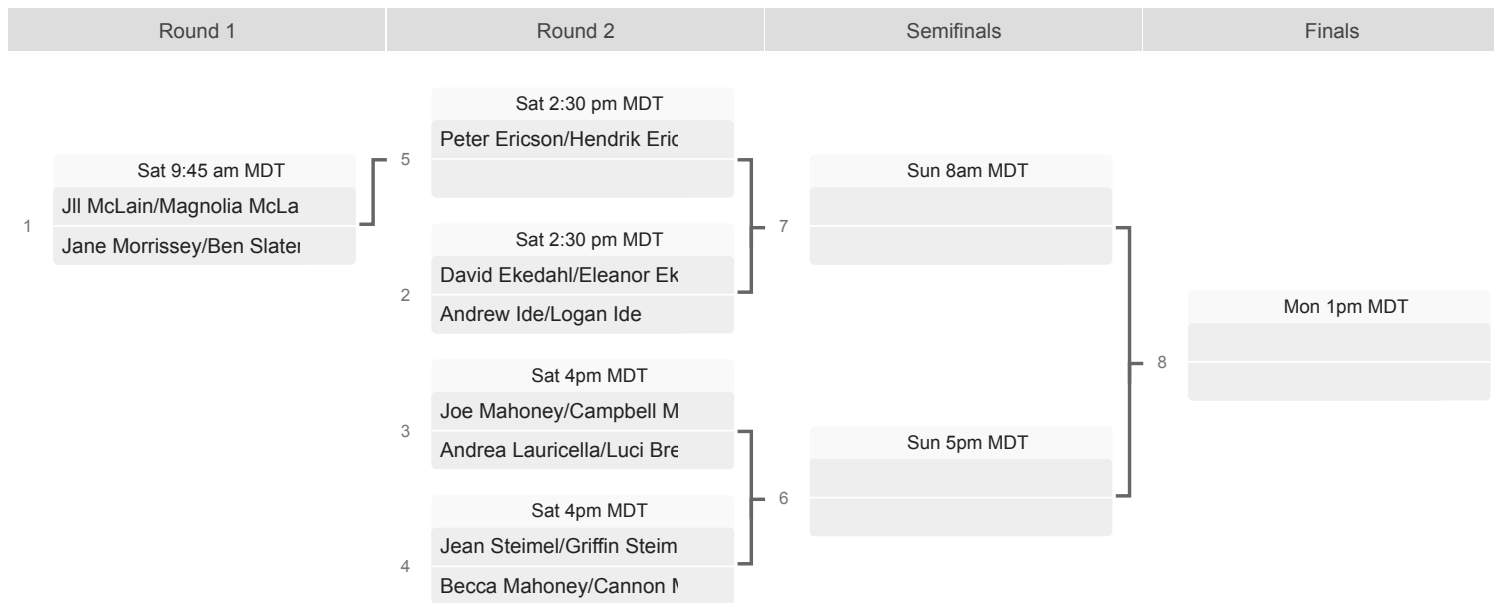 Round 1
Round 2
Semifinals
Finals
Sat 9:45 am MDT
1
JIl McLain/Magnolia McLa
Jane Morrissey/Ben Slater
Sat 2:30 pm MDT
5
Peter Ericson/Hendrik Eric
Sat 2:30 pm MDT
2
David Ekedahl/Eleanor Ek
Andrew Ide/Logan Ide
Sat 4pm MDT
3
Joe Mahoney/Campbell M
Andrea Lauricella/Luci Bre
Sat 4pm MDT
4
Jean Steimel/Griffin Steim
Becca Mahoney/Cannon M
Sun 8am MDT
7
Sun 5pm MDT
6
Mon 1pm MDT
8